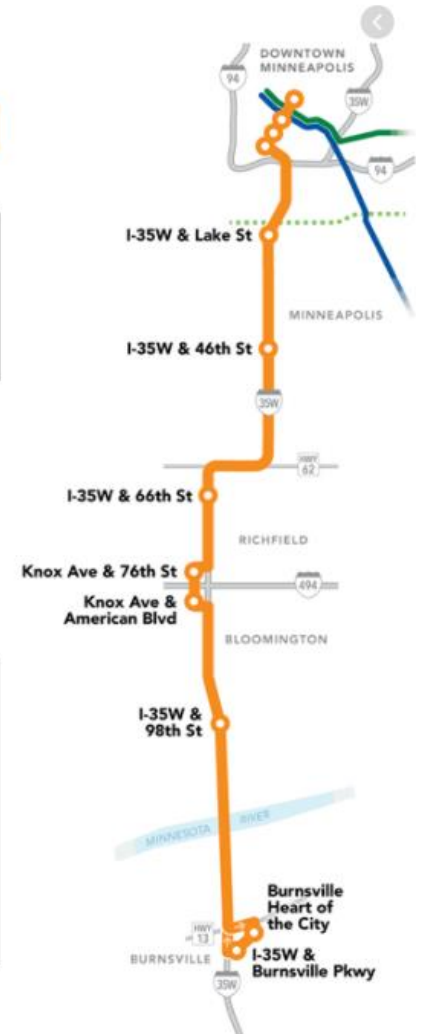 DOWNTOWN
MINNEAPOLIS
94
35W
94
I-35W & Lake St
MINNEAPOLIS
I-35W & 46th St
35W
HWY
62
I-35W & 66th St
RICHFIELD
Knox Ave & 76th St
494
Knox Ave &
American Blvd
BLOOMINGTON
I-35W &
98th St
MINNESOTA RIVER
Burnsville
Heart of
the City
HWY
13
BURNSVILLE
I-35W &
Burnsville Pkwy
35W